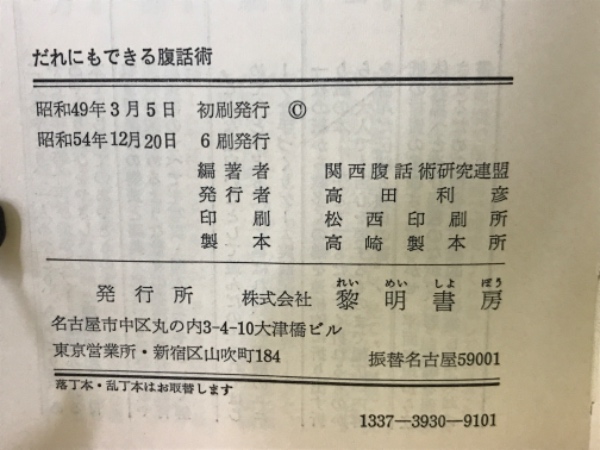 だれにもできる腹話術
昭和49年3月5日 初刷発行 ©
昭和54年12月20日 6刷発行
編著者 関西腹話術研究連盟
発行者 高田利彦
印刷 松西印刷所
製本 高崎製本所
発行所 株式会社 黎明書房
れい めい しよ ぼう
名古屋市中区丸の内3-4-10大津橋ビル
東京営業所・新宿区山吹町184 振替名古屋59001
落丁本・乱丁本はお取替します
1337—3930—9101